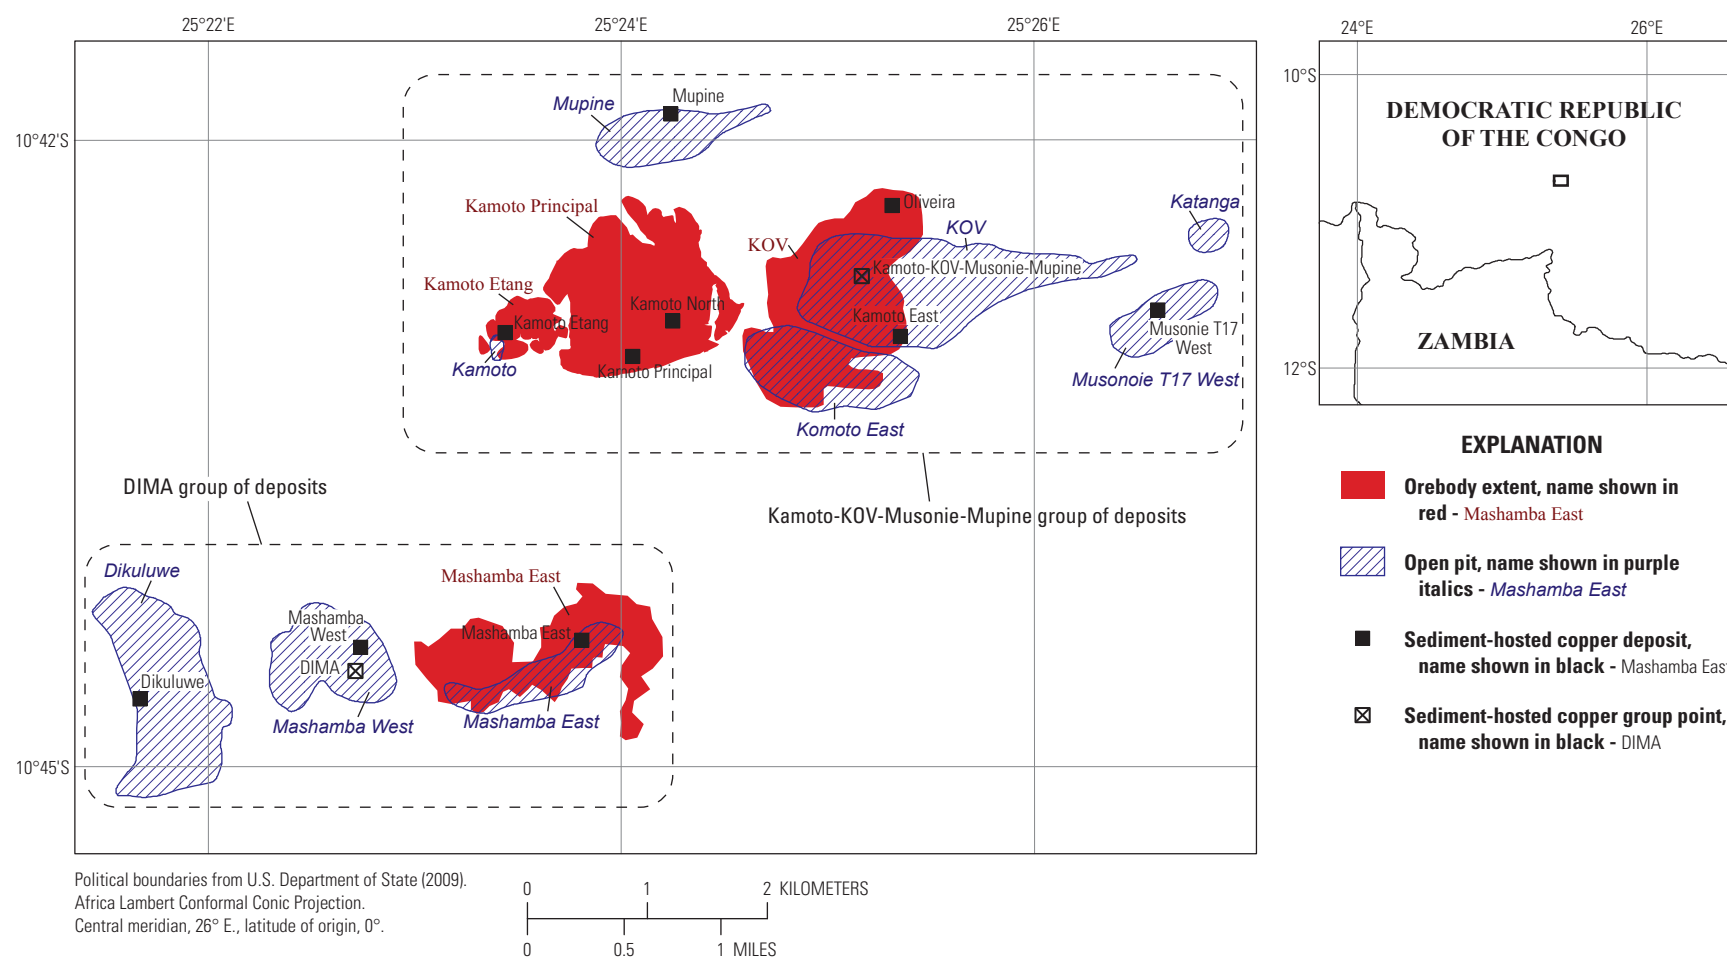 25°22'E
25°24'E
25°26'E
10°42'S
10°45'S
Mupine
Mupine
Kamoto Principal
Oliveira
Katanga
KOV
KOV
Kamoto-KOV-Musonie-Mupine
Kamoto Etang
Kamoto North
Kamoto Etang
Kamoto East
Musonie T17
West
Kamoto
Kamoto Principal
Musonoie T17 West
Komoto East
DIMA group of deposits
Kamoto-KOV-Musonie-Mupine group of deposits
Dikuluwe
Mashamba East
Mashamba
West
Mashamba East
DIMA
Dikuluwe
Mashamba West
Mashamba East
Political boundaries from U.S. Department of State (2009).
Africa Lambert Conformal Conic Projection.
Central meridian, 26° E., latitude of origin, 0°.
0 1 2 KILOMETERS
0 0.5 1 MILES
24°E
26°E
10°S
12°S
DEMOCRATIC REPUBLIC
OF THE CONGO
ZAMBIA
EXPLANATION
Orebody extent, name shown in
red - Mashamba East
Open pit, name shown in purple
italics - Mashamba East
Sediment-hosted copper deposit,
name shown in black - Mashamba East
Sediment-hosted copper group point,
name shown in black - DIMA